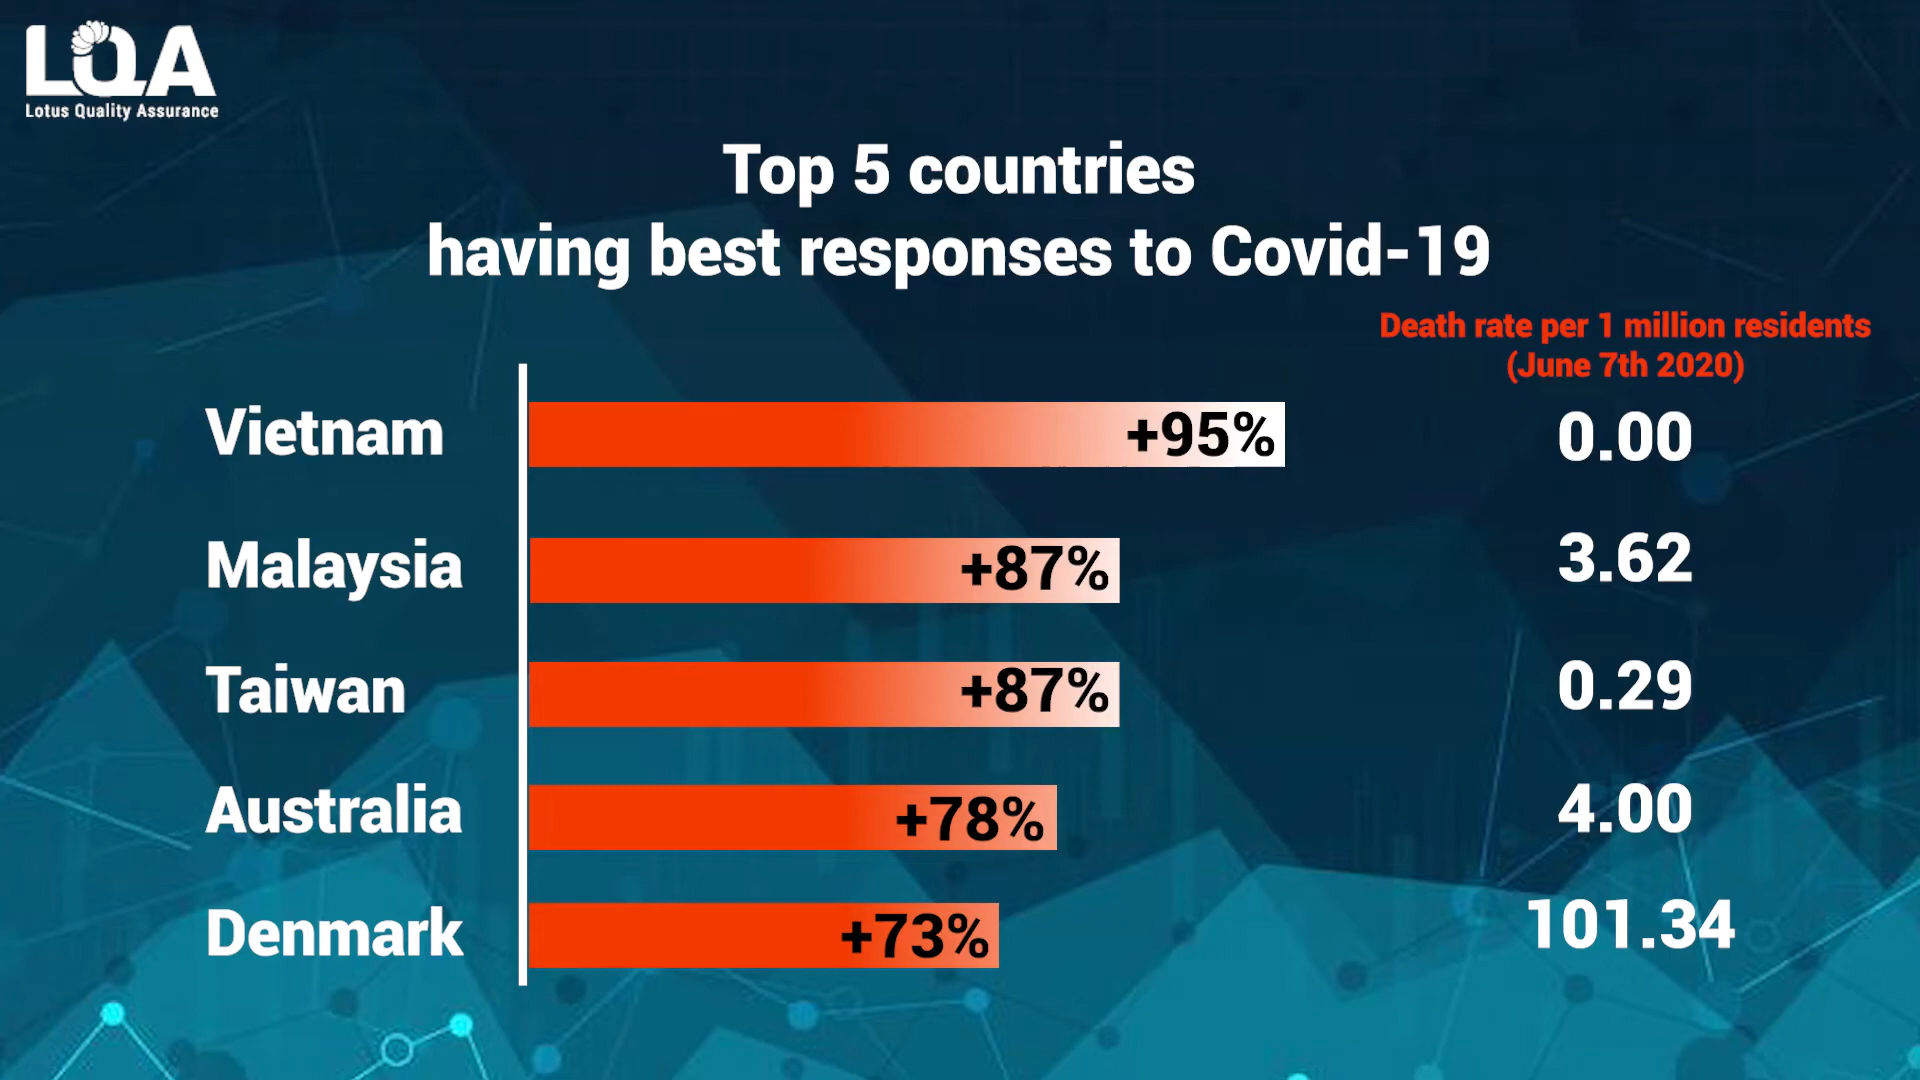 LQA
Lotus Quality Assurance
Top 5 countries
having best responses to Covid-19
Death rate per 1 million residents
(June 7th 2020)
Vietnam +95% 0.00
Malaysia +87% 3.62
Taiwan +87% 0.29
Australia +78% 4.00
Denmark +73% 101.34